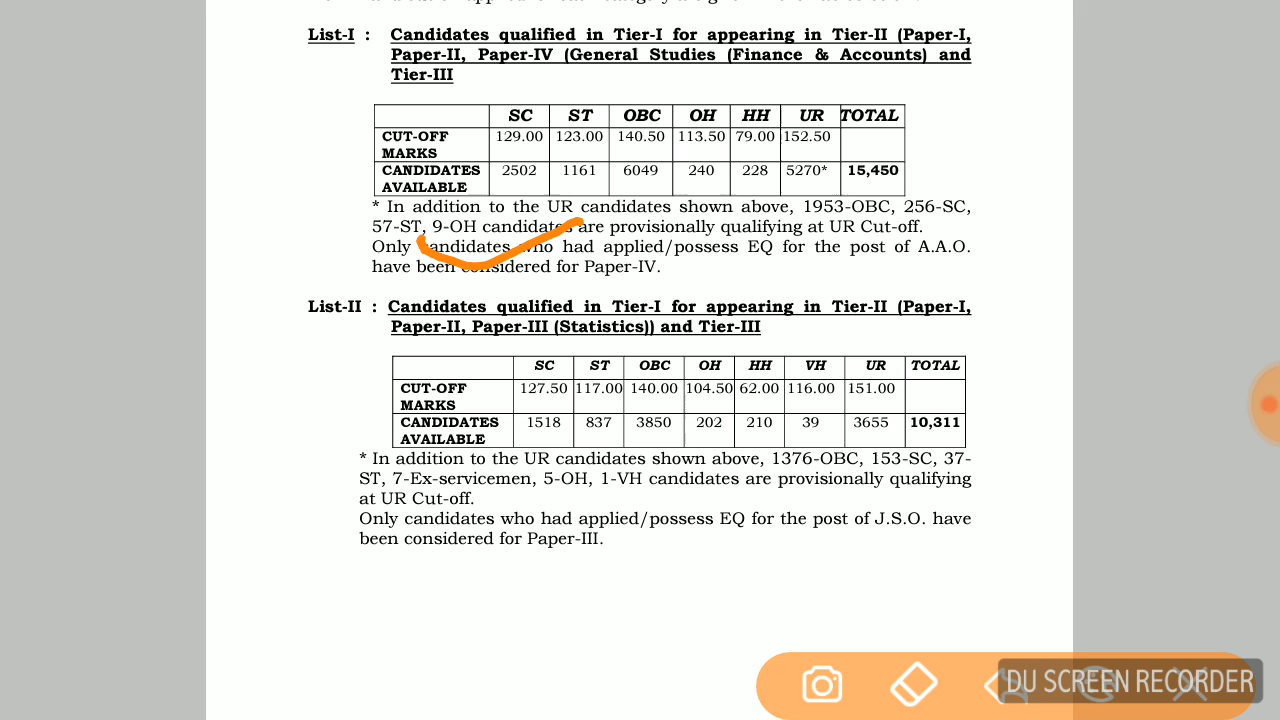 List-I : Candidates qualified in Tier-I for appearing in Tier-II (Paper-I,
Paper-II, Paper-IV (General Studies (Finance & Accounts) and
Tier-III
SC ST OBC OH HH UR TOTAL
CUT-OFF MARKS 129.00 123.00 140.50 113.50 79.00 152.50
CANDIDATES AVAILABLE 2502 1161 6049 240 228 5270* 15,450
* In addition to the UR candidates shown above, 1953-OBC, 256-SC,
57-ST, 9-OH candidates are provisionally qualifying at UR Cut-off.
Only candidates who had applied/possess EQ for the post of A.A.O.
have been considered for Paper-IV.
List-II : Candidates qualified in Tier-I for appearing in Tier-II (Paper-I,
Paper-II, Paper-III (Statistics)) and Tier-III
SC ST OBC OH HH VH UR TOTAL
CUT-OFF MARKS 127.50 117.00 140.00 104.50 62.00 116.00 151.00
CANDIDATES AVAILABLE 1518 837 3850 202 210 39 3655 10,311
* In addition to the UR candidates shown above, 1376-OBC, 153-SC, 37-
ST, 7-Ex-servicemen, 5-OH, 1-VH candidates are provisionally qualifying
at UR Cut-off.
Only candidates who had applied/possess EQ for the post of J.S.O. have
been considered for Paper-III.
DU SCREEN RECORDER